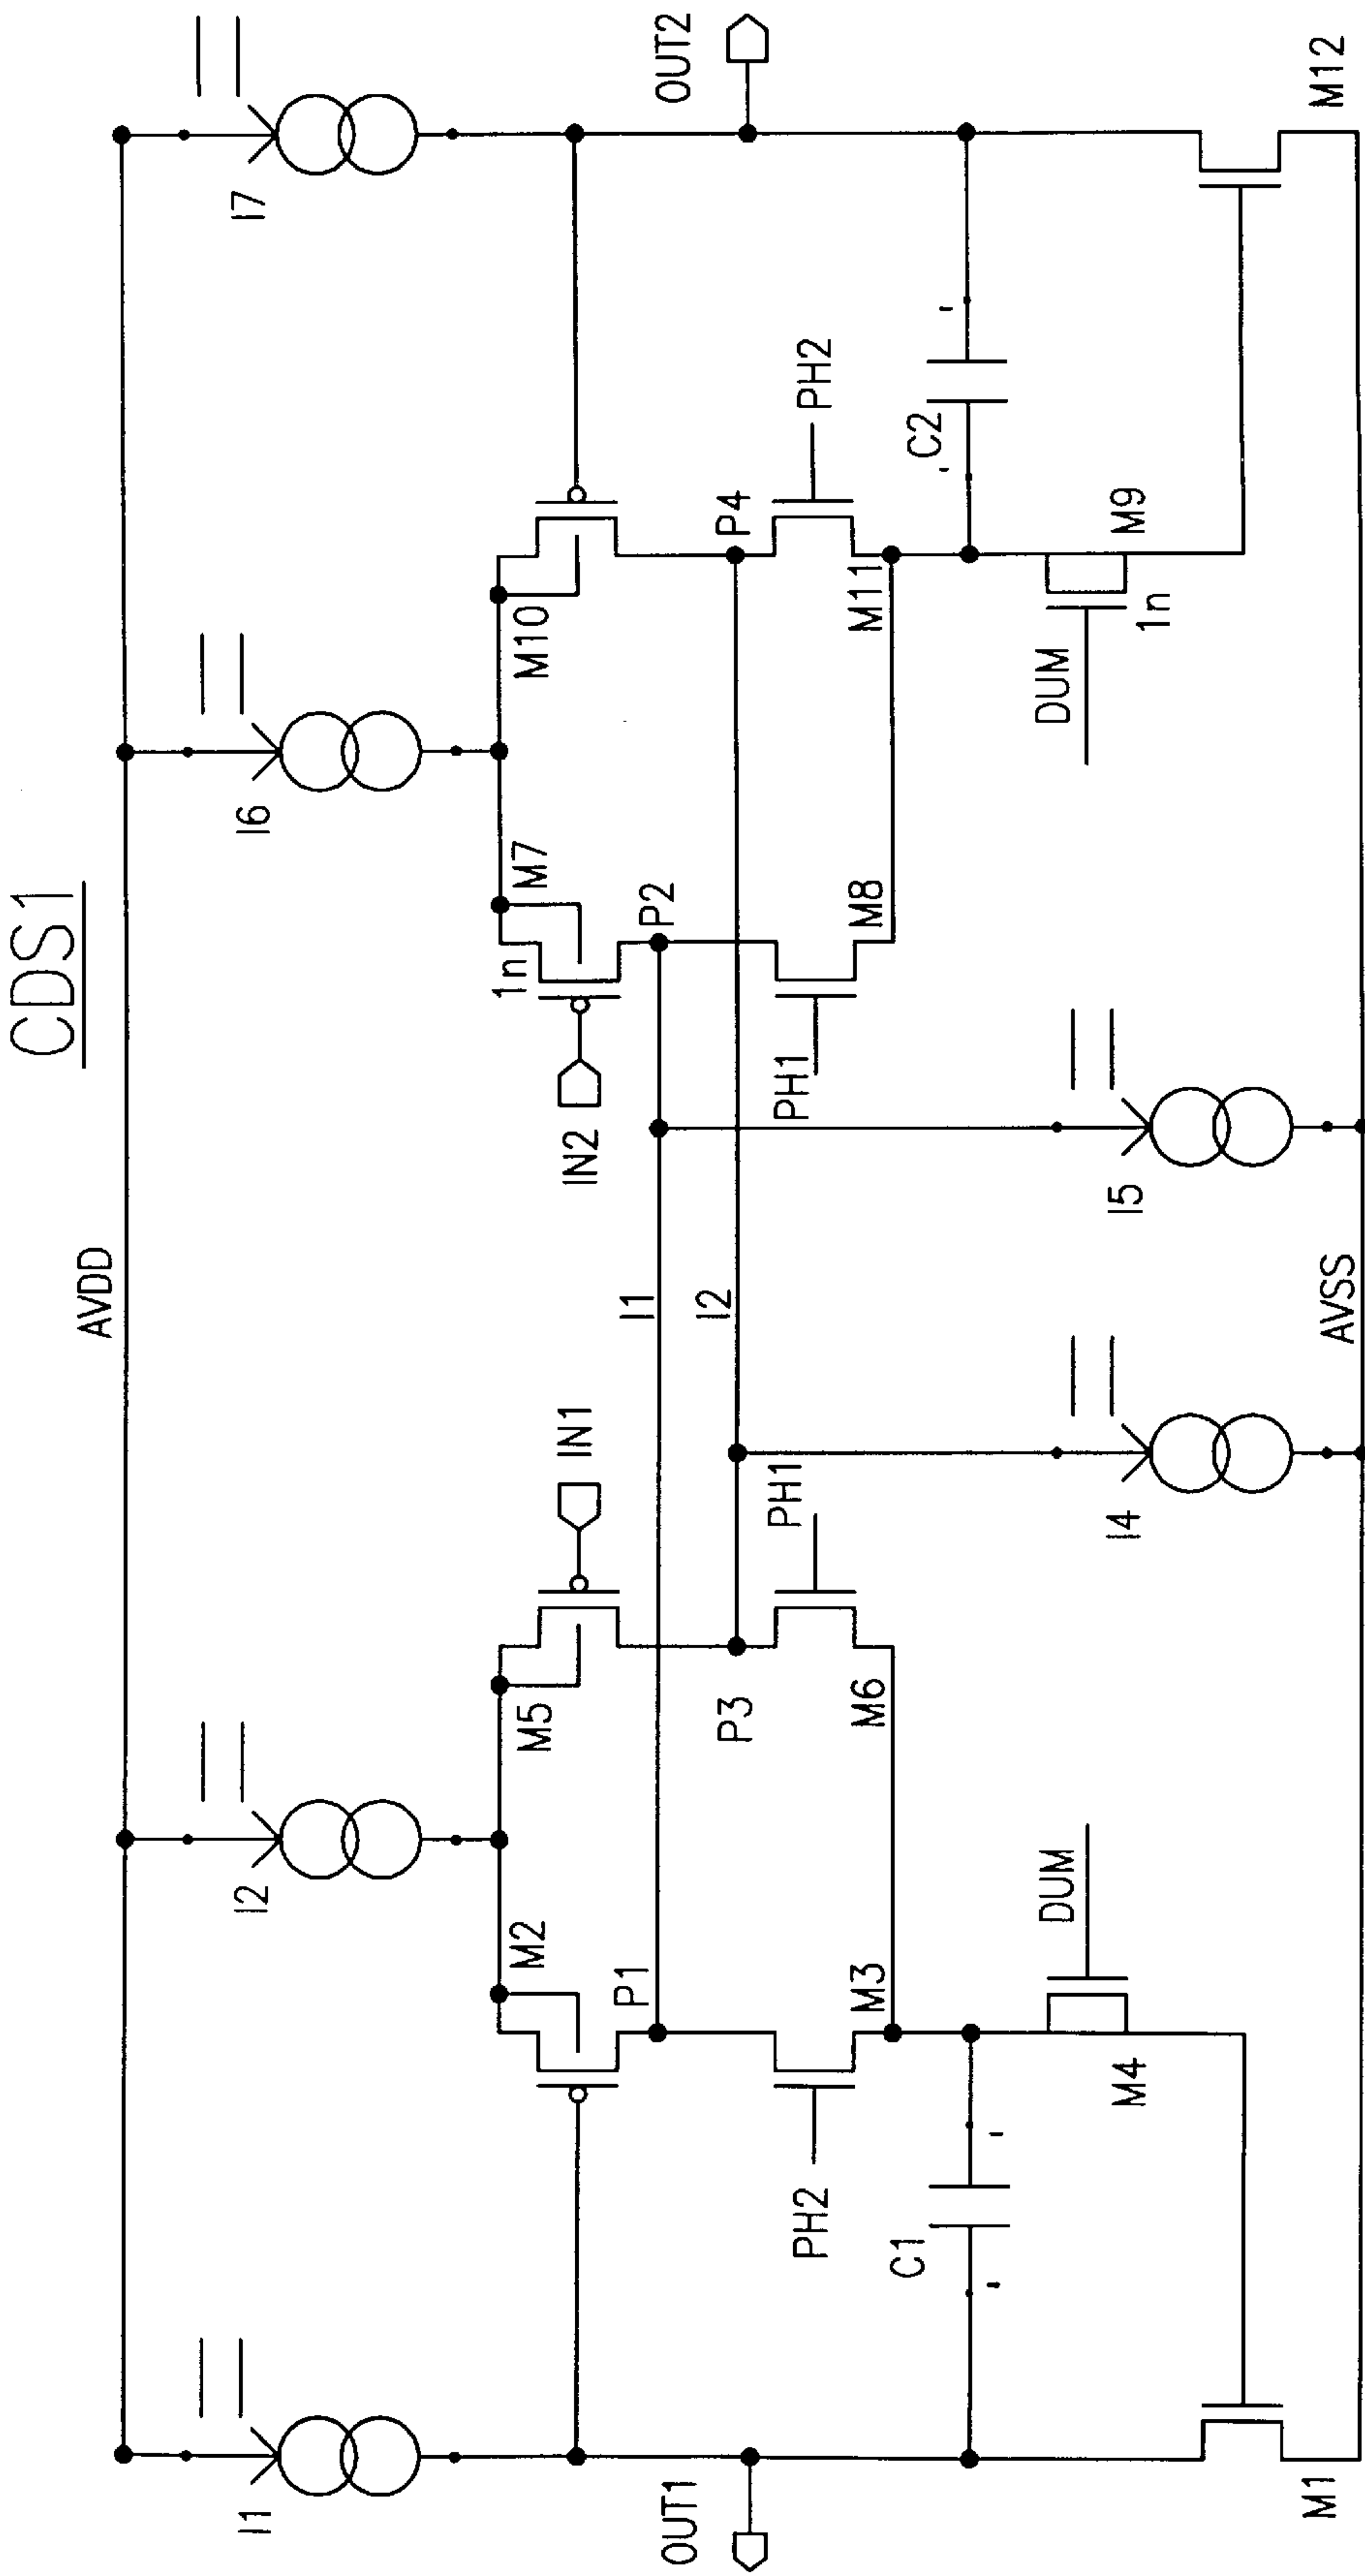 CDS1
AVDD
I1
I2
I6
I7
M2
M5
M7
M10
1n
IN1
IN2
OUT1
OUT2
P1
I1
P2
P3
I2
P4
PH2
PH1
PH1
PH2
M3
M6
M8
M11
C1
C2
DUM
DUM
M4
M9
1n
I4
I5
M1
AVSS
M12